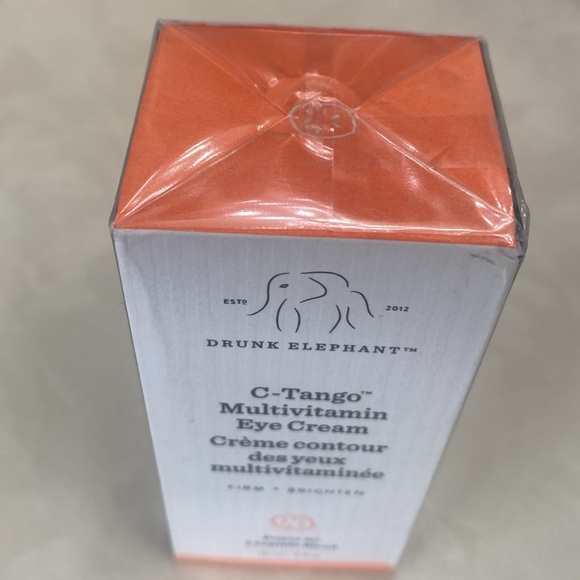 ESTD 2012
DRUNK ELEPHANT™
C-Tango™
Multivitamin
Eye Cream
Crème contour
des yeux
multivitaminée
FIRM + BRIGHTEN